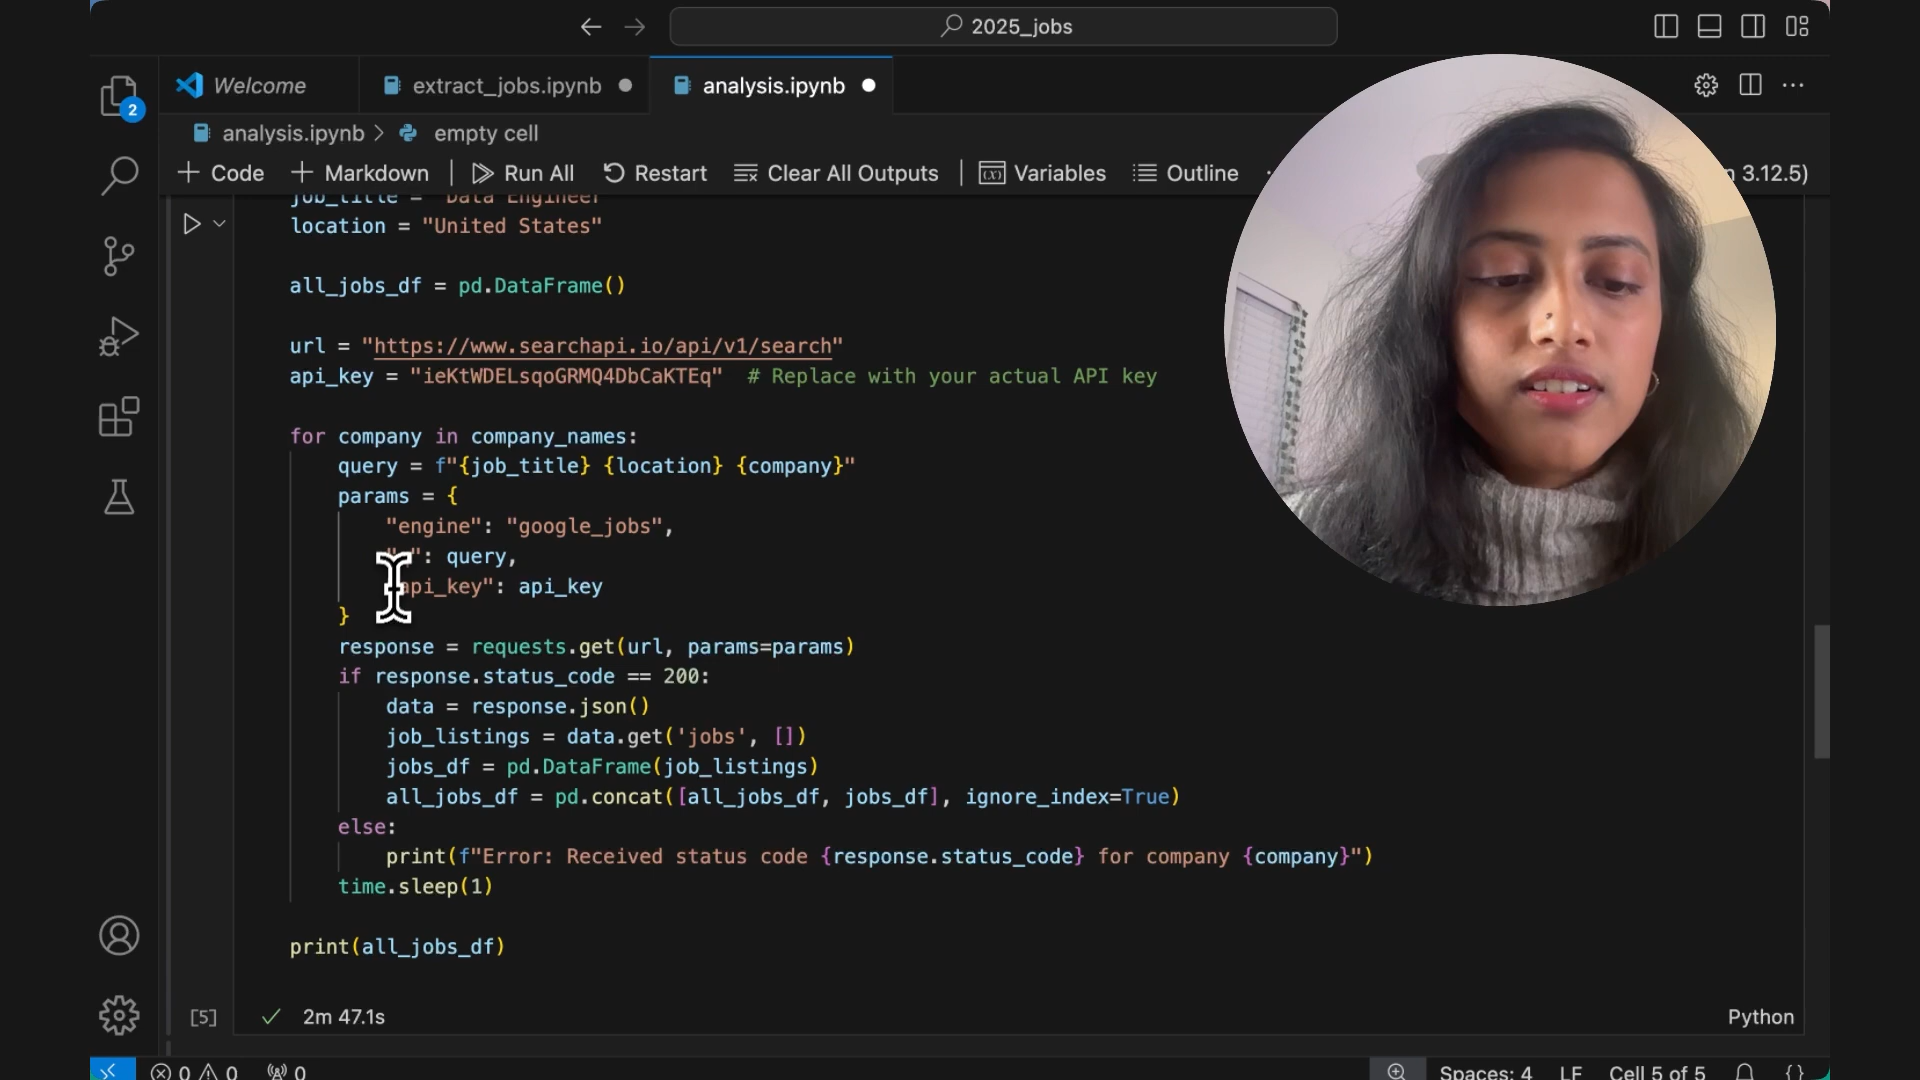 2025_jobs
Welcome
extract_jobs.ipynb
analysis.ipynb
2
analysis.ipynb > empty cell
Code
Markdown
Run All
Restart
Clear All Outputs
Variables
Outline
3.12.5)
job_title = "Data Engineer"
location = "United States"
all_jobs_df = pd.DataFrame()
url = "https://www.searchapi.io/api/v1/search"
api_key = "ieKtWDELsqoGRMQ4DbCaKTEq"  # Replace with your actual API key
for company in company_names:
query = f"{job_title} {location} {company}"
params = {
"engine": "google_jobs",
": query,
api_key": api_key
}
response = requests.get(url, params=params)
if response.status_code == 200:
data = response.json()
job_listings = data.get('jobs', [])
jobs_df = pd.DataFrame(job_listings)
all_jobs_df = pd.concat([all_jobs_df, jobs_df], ignore_index=True)
else:
print(f"Error: Received status code {response.status_code} for company {company}")
time.sleep(1)
print(all_jobs_df)
[5]
2m 47.1s
Python
0
0
0
Spaces: 4
LF
Cell 5 of 5
{}